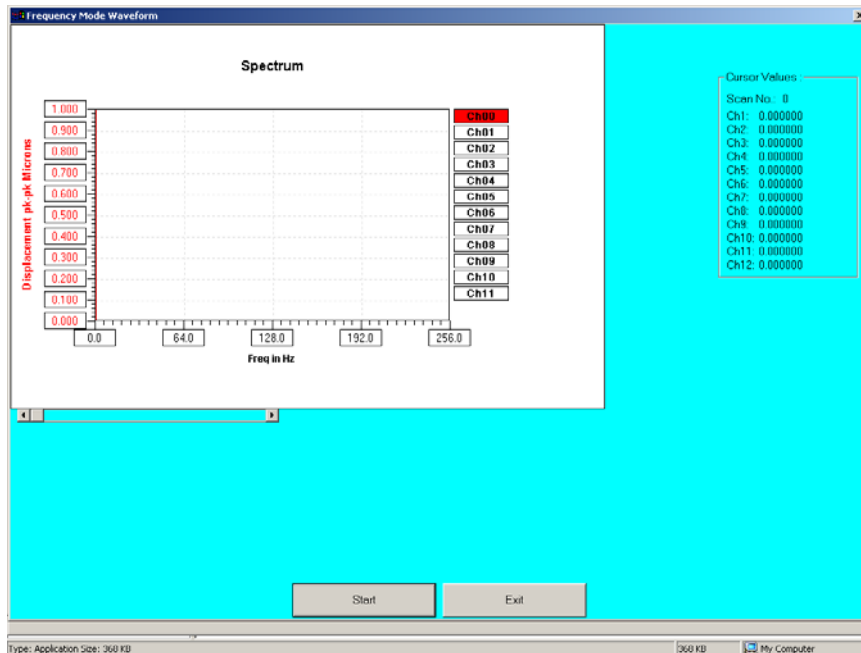 Frequency Mode Waveform
Spectrum
Displacement pk-pk Microns
1.000
0.900
0.800
0.700
0.600
0.500
0.400
0.300
0.200
0.100
0.000
0.0 64.0 128.0 192.0 256.0
Freq in Hz
Ch00
Ch01
Ch02
Ch03
Ch04
Ch05
Ch06
Ch07
Ch08
Ch09
Ch10
Ch11
Cursor Values :
Scan No.: 0
Ch1: 0.000000
Ch2: 0.000000
Ch3: 0.000000
Ch4: 0.000000
Ch5: 0.000000
Ch6: 0.000000
Ch7: 0.000000
Ch8: 0.000000
Ch9: 0.000000
Ch10: 0.000000
Ch11: 0.000000
Ch12: 0.000000
Start Exit
Type: Application Size: 360 KB 360 KB My Computer